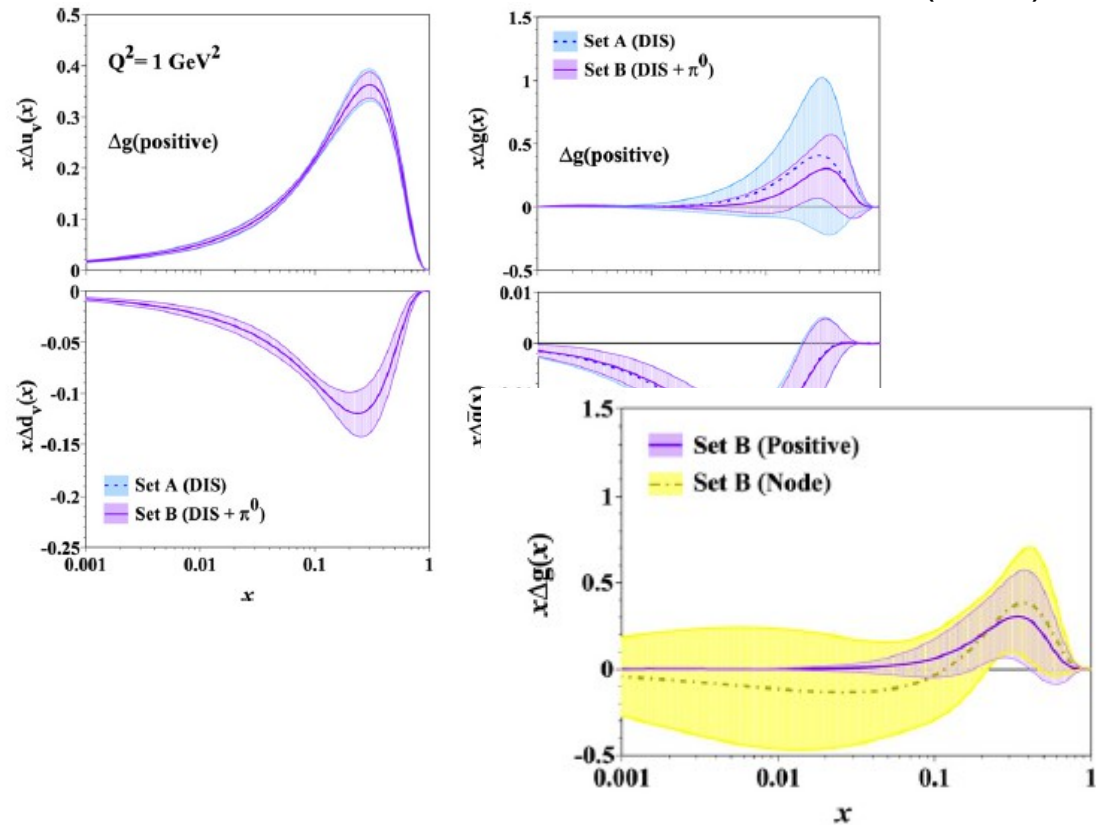 0.5
Q²= 1 GeV²
0.4
0.3
Δg(positive)
0.2
0.1
0
xΔu_v(x)
1.5
Set A (DIS)
Set B (DIS + π⁰)
1
0.5
Δg(positive)
0
-0.5
xΔg(x)
0
-0.05
-0.1
-0.15
-0.2
-0.25
xΔd_v(x)
Set A (DIS)
Set B (DIS + π⁰)
0.001 0.01 0.1 1
x
0.01
0
1.5
Set B (Positive)
Set B (Node)
1
0.5
0
-0.5
xΔg(x)
0.001 0.01 0.1 1
x